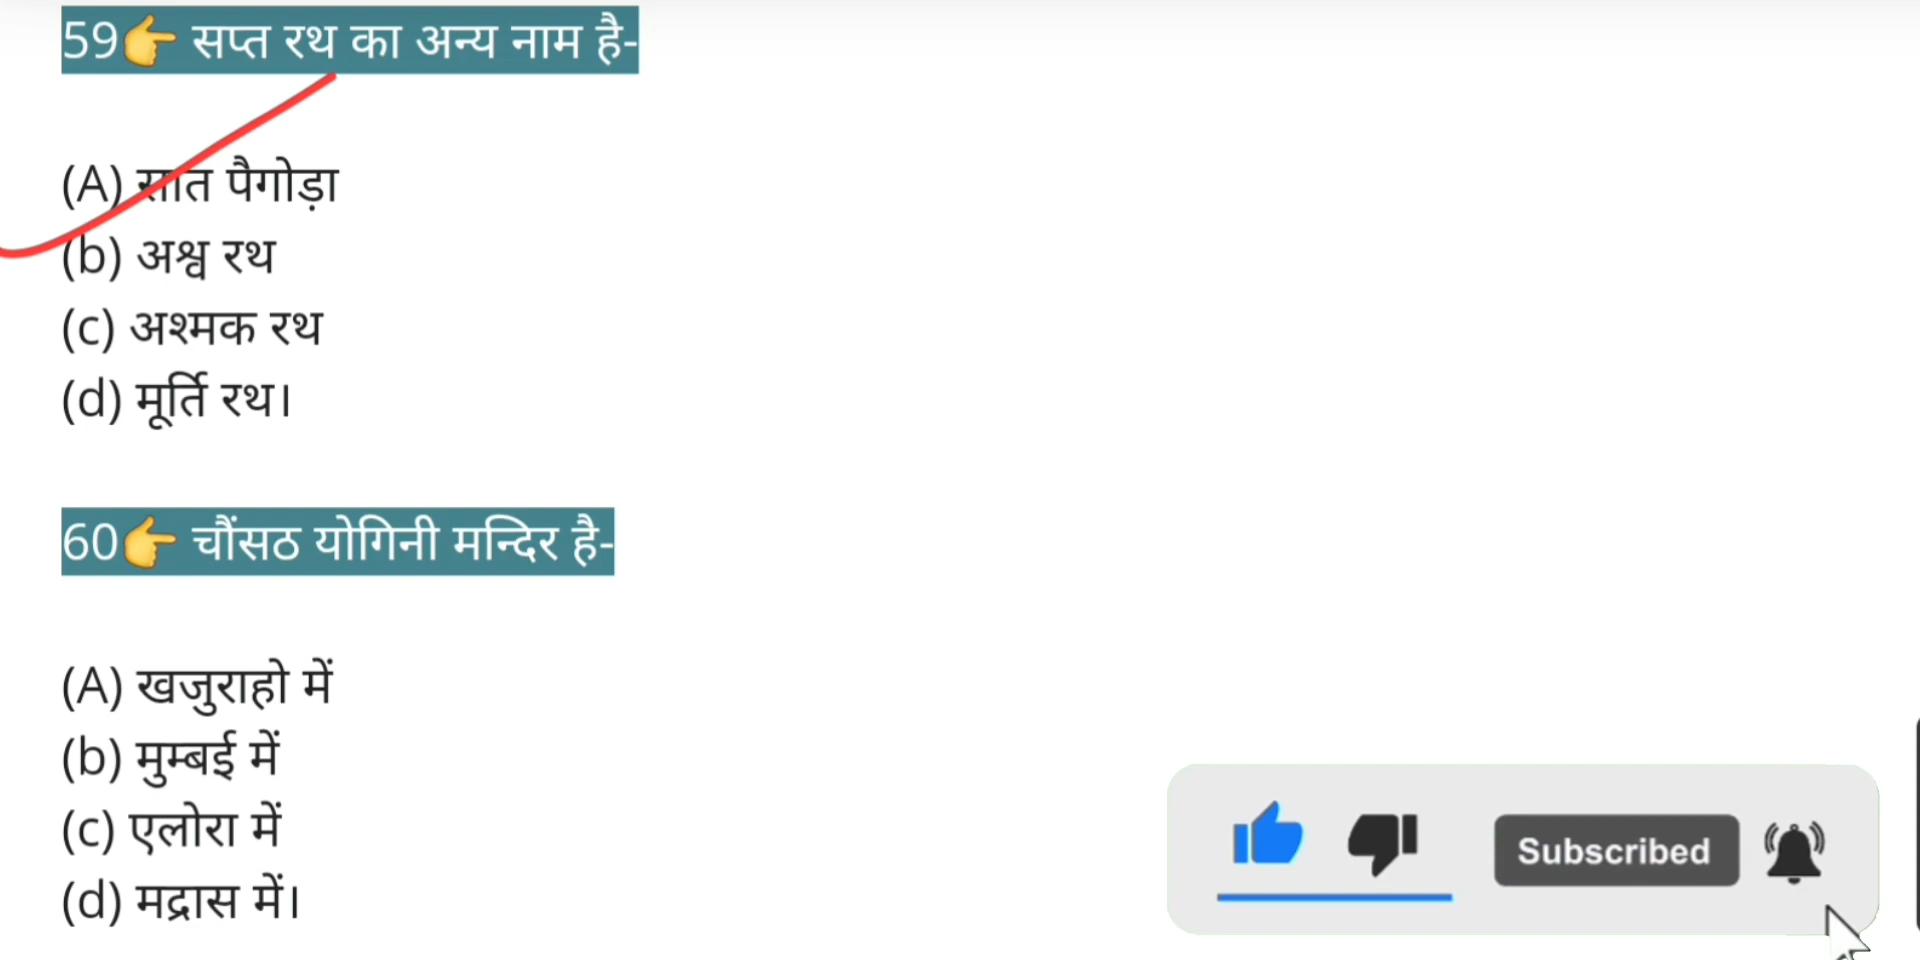 59👉 सप्त रथ का अन्य नाम है-
(A) सात पैगोड़ा
(b) अश्व रथ
(c) अश्मक रथ
(d) मूर्ति रथ।
60👉 चौंसठ योगिनी मन्दिर है-
(A) खजुराहो में
(b) मुम्बई में
(c) एलोरा में
(d) मद्रास में।
Subscribed